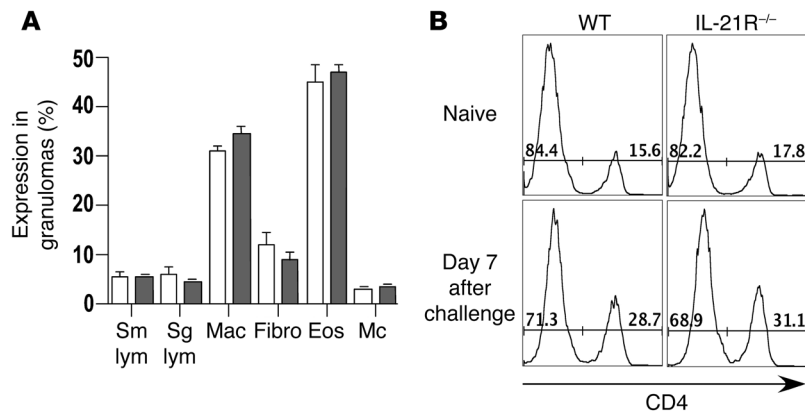 A
Expression in
granulomas (%)
50
40
30
20
10
0
Sm
lym
Sg
lym
Mac
Fibro
Eos
Mc
B
WT
IL-21R⁻/⁻
Naive
84.4
15.6
82.2
17.8
Day 7
after
challenge
71.3
28.7
68.9
31.1
CD4